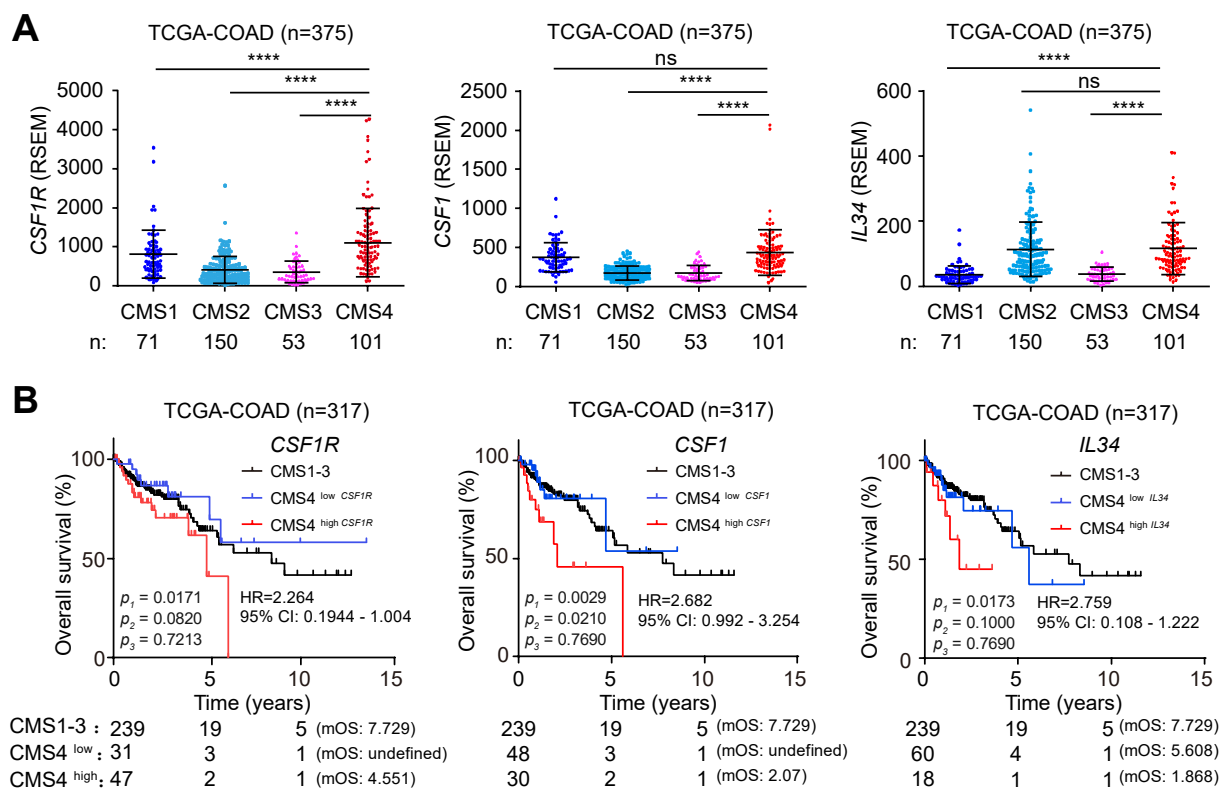 A
TCGA-COAD (n=375)
****
****
****
CSF1R (RSEM)
5000
4000
3000
2000
1000
0
CMS1 CMS2 CMS3 CMS4
n: 71 150 53 101
TCGA-COAD (n=375)
ns
****
****
CSF1 (RSEM)
2500
2000
1500
1000
500
0
CMS1 CMS2 CMS3 CMS4
n: 71 150 53 101
TCGA-COAD (n=375)
****
ns
****
IL34 (RSEM)
600
400
200
0
CMS1 CMS2 CMS3 CMS4
n: 71 150 53 101
B
TCGA-COAD (n=317)
CSF1R
CMS1-3
CMS4 low CSF1R
CMS4 high CSF1R
Overall survival (%)
100
50
0
p1 = 0.0171
p2 = 0.0820
p3 = 0.7213
HR=2.264
95% CI: 0.1944 - 1.004
0 5 10 15
Time (years)
CMS1-3 : 239 19 5 (mOS: 7.729)
CMS4 low : 31 3 1 (mOS: undefined)
CMS4 high : 47 2 1 (mOS: 4.551)
TCGA-COAD (n=317)
CSF1
CMS1-3
CMS4 low CSF1
CMS4 high CSF1
Overall survival (%)
100
50
0
p1 = 0.0029
p2 = 0.0210
p3 = 0.7690
HR=2.682
95% CI: 0.992 - 3.254
0 5 10 15
Time (years)
239 19 5 (mOS: 7.729)
48 3 1 (mOS: undefined)
30 2 1 (mOS: 2.07)
TCGA-COAD (n=317)
IL34
CMS1-3
CMS4 low IL34
CMS4 high IL34
Overall survival (%)
100
50
0
p1 = 0.0173
p2 = 0.1000
p3 = 0.7690
HR=2.759
95% CI: 0.108 - 1.222
0 5 10 15
Time (years)
239 19 5 (mOS: 7.729)
60 4 1 (mOS: 5.608)
18 1 1 (mOS: 1.868)